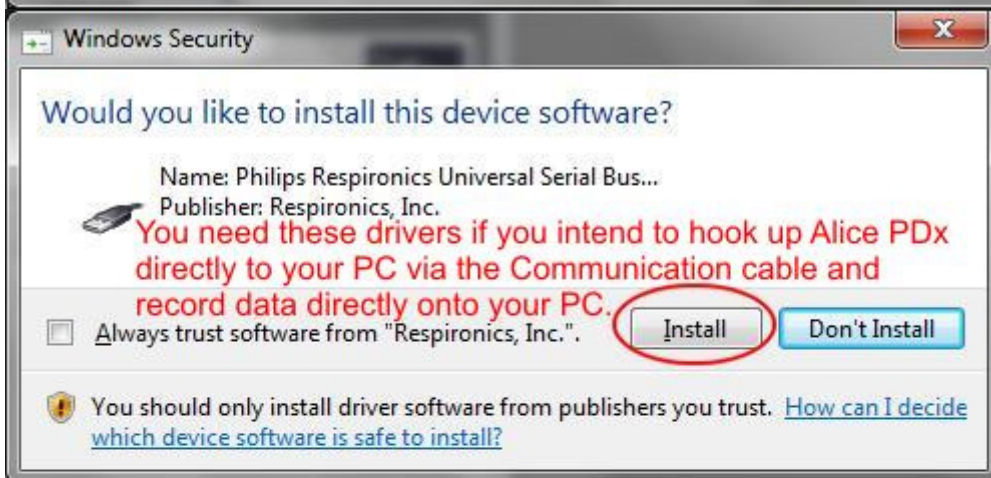 Windows Security
Would you like to install this device software?
Name: Philips Respironics Universal Serial Bus...
Publisher: Respironics, Inc.
You need these drivers if you intend to hook up Alice PDx
directly to your PC via the Communication cable and
record data directly onto your PC.
Always trust software from "Respironics, Inc.". Install Don't Install
You should only install driver software from publishers you trust. How can I decide
which device software is safe to install?